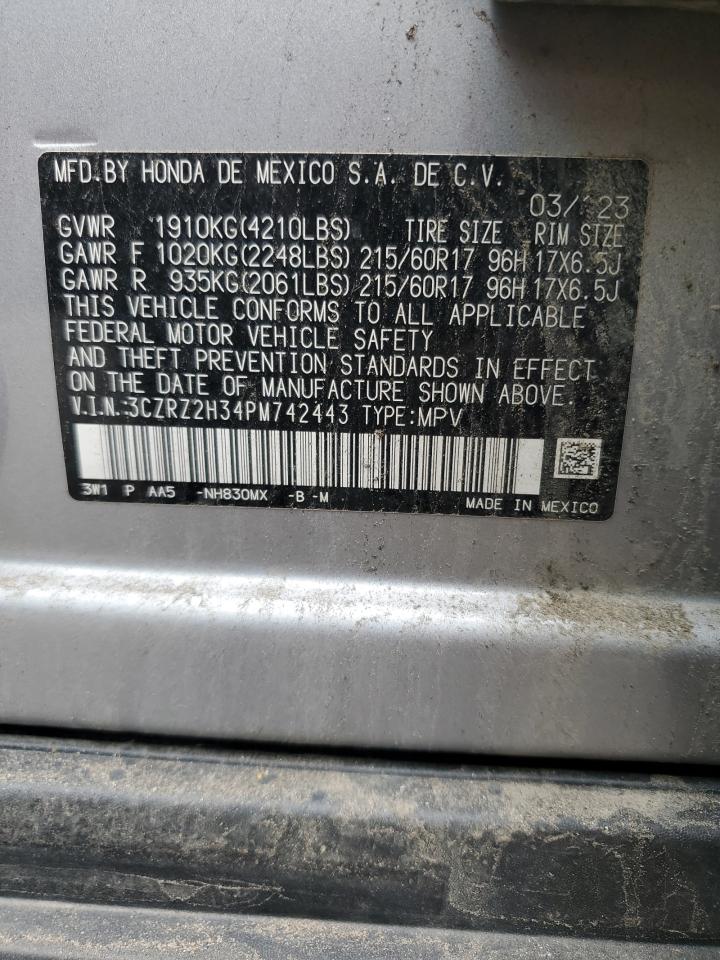 MFD.BY HONDA DE MEXICO S.A. DE C.V.
03/'23
GVWR 1910KG(4210LBS) TIRE SIZE RIM SIZE
GAWR F 1020KG(2248LBS) 215/60R17 96H 17X6.5J
GAWR R 935KG(2061LBS) 215/60R17 96H 17X6.5J
THIS VEHICLE CONFORMS TO ALL APPLICABLE
FEDERAL MOTOR VEHICLE SAFETY
AND THEFT PREVENTION STANDARDS IN EFFECT
ON THE DATE OF MANUFACTURE SHOWN ABOVE.
V.I.N.:3CZRZ2H34PM742443 TYPE:MPV
3W1 P AA5 -NH830MX -B -M
MADE IN MEXICO